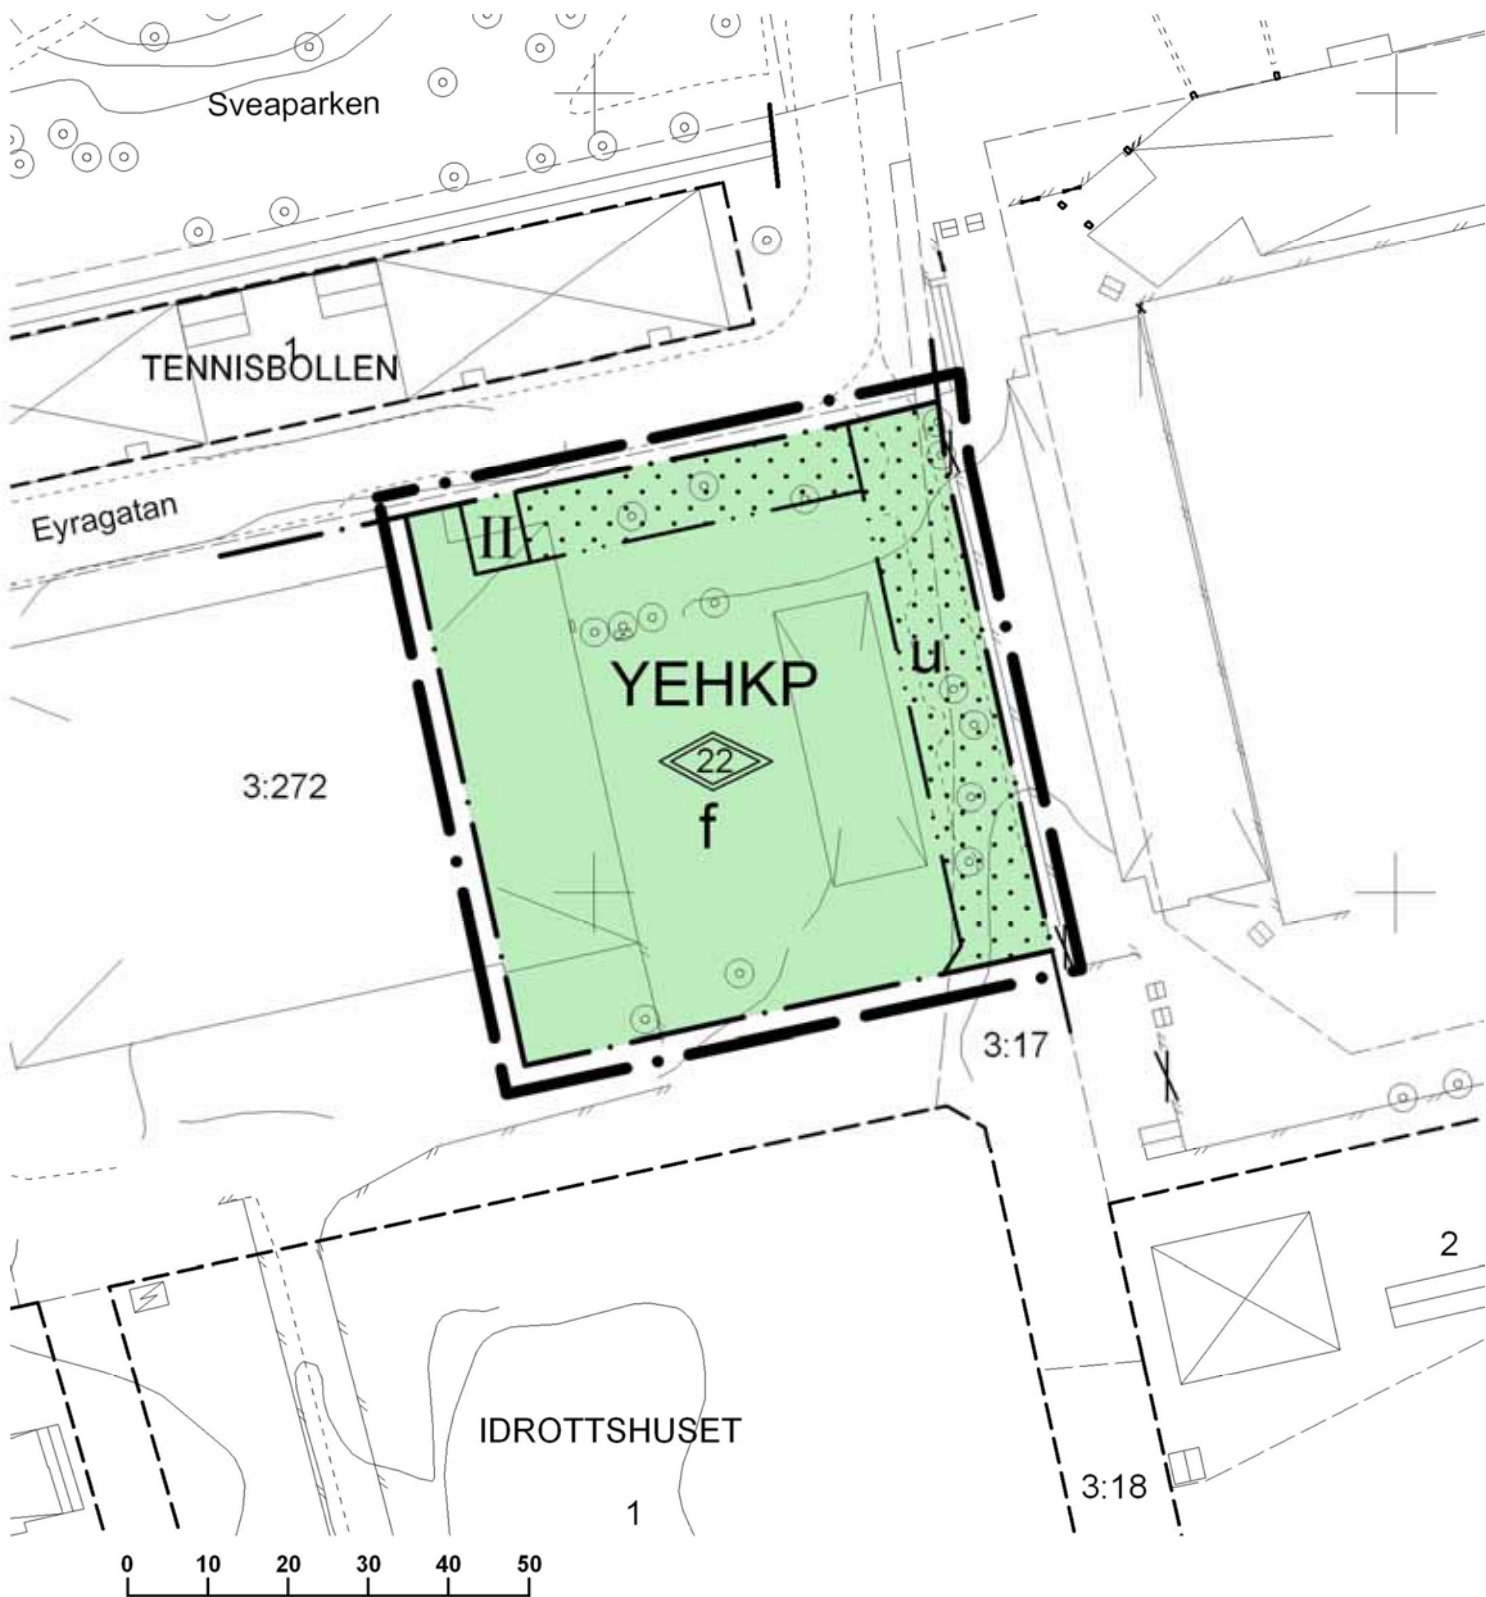 Sveaparken
1
TENNISBOLLEN
Eyragatan
II
YEHKP
u
22
3:272
f
3:17
2
IDROTTSHUSET
3:18
1
0 10 20 30 40 50